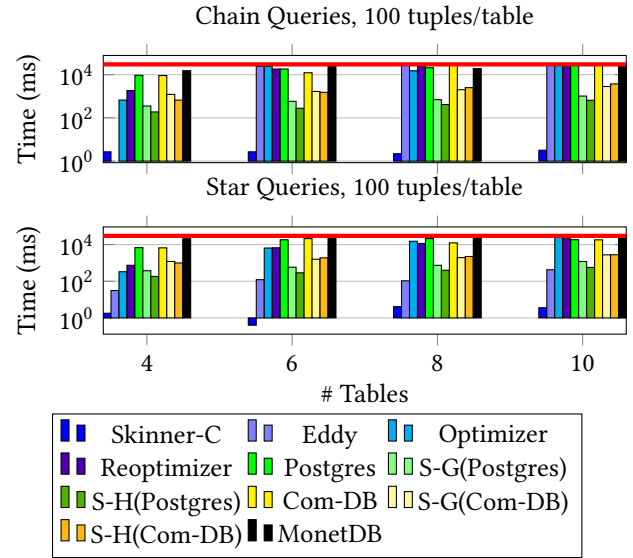 Chain Queries, 100 tuples/table
Time (ms)
10^4
10^2
10^0
Star Queries, 100 tuples/table
Time (ms)
10^4
10^2
10^0
4 6 8 10
# Tables
Skinner-C Eddy Optimizer
Reoptimizer Postgres S-G(Postgres)
S-H(Postgres) Com-DB S-G(Com-DB)
S-H(Com-DB) MonetDB